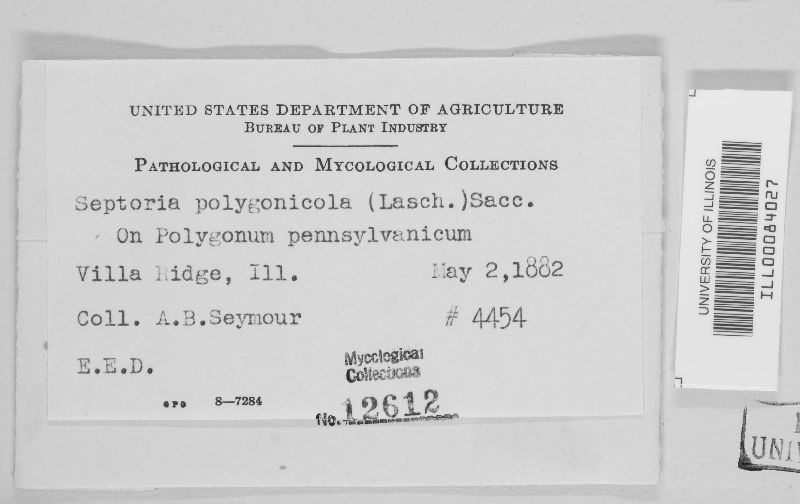 UNITED STATES DEPARTMENT OF AGRICULTURE
BUREAU OF PLANT INDUSTRY
PATHOLOGICAL AND MYCOLOGICAL COLLECTIONS
Septoria polygonicola (Lasch.)Sacc.
On Polygonum pennsylvanicum
Villa Ridge, Ill. May 2,1882
Coll. A.B.Seymour # 4454
E.E.D.
Mycological
Collections
GPO 8—7284
No. 12612
UNIVERSITY OF ILLINOIS
ILL00084027